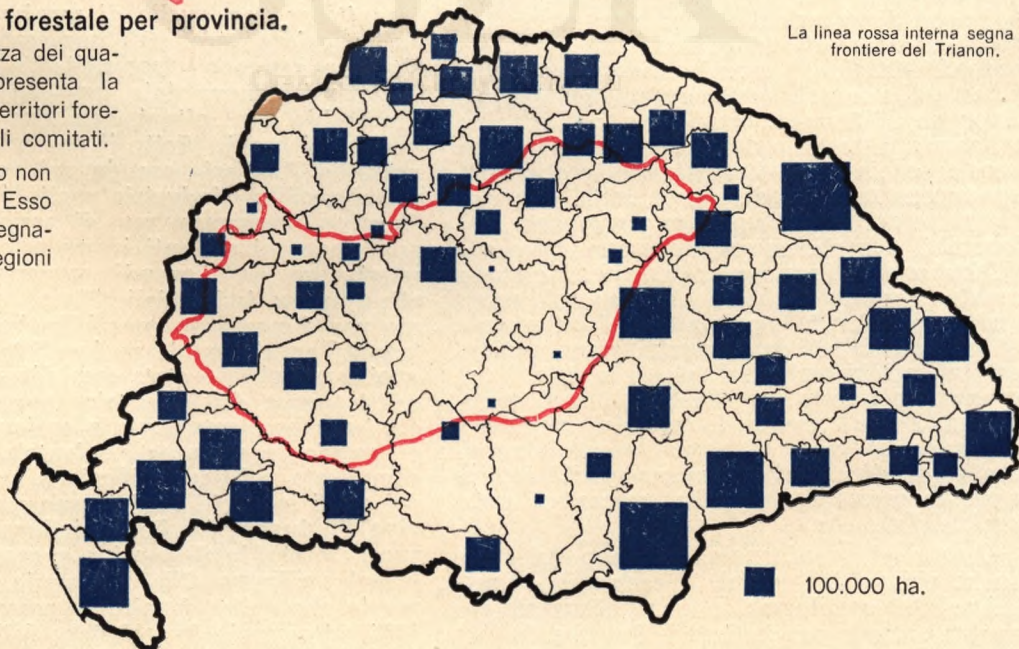 forestale per provincia.
za dei qua-
presenta la
erritori fore-
li comitati.
o non
Esso
egna-
egioni
La linea rossa interna segna
frontiere del Trianon.
100.000 ha.